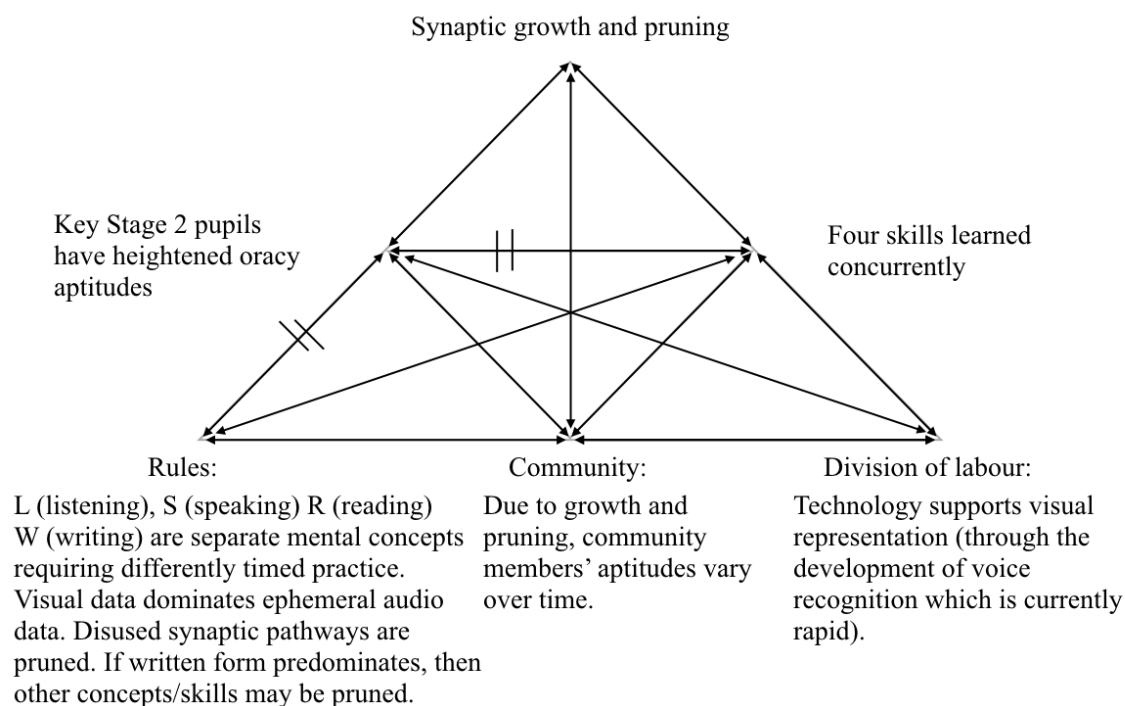 Synaptic growth and pruning
Key Stage 2 pupils
have heightened oracy
aptitudes
Four skills learned
concurrently
Rules:
L (listening), S (speaking) R (reading)
W (writing) are separate mental concepts
requiring differently timed practice.
Visual data dominates ephemeral audio
data. Disused synaptic pathways are
pruned. If written form predominates, then
other concepts/skills may be pruned.
Community:
Due to growth and
pruning, community
members’ aptitudes vary
over time.
Division of labour:
Technology supports visual
representation (through the
development of voice
recognition which is currently
rapid).